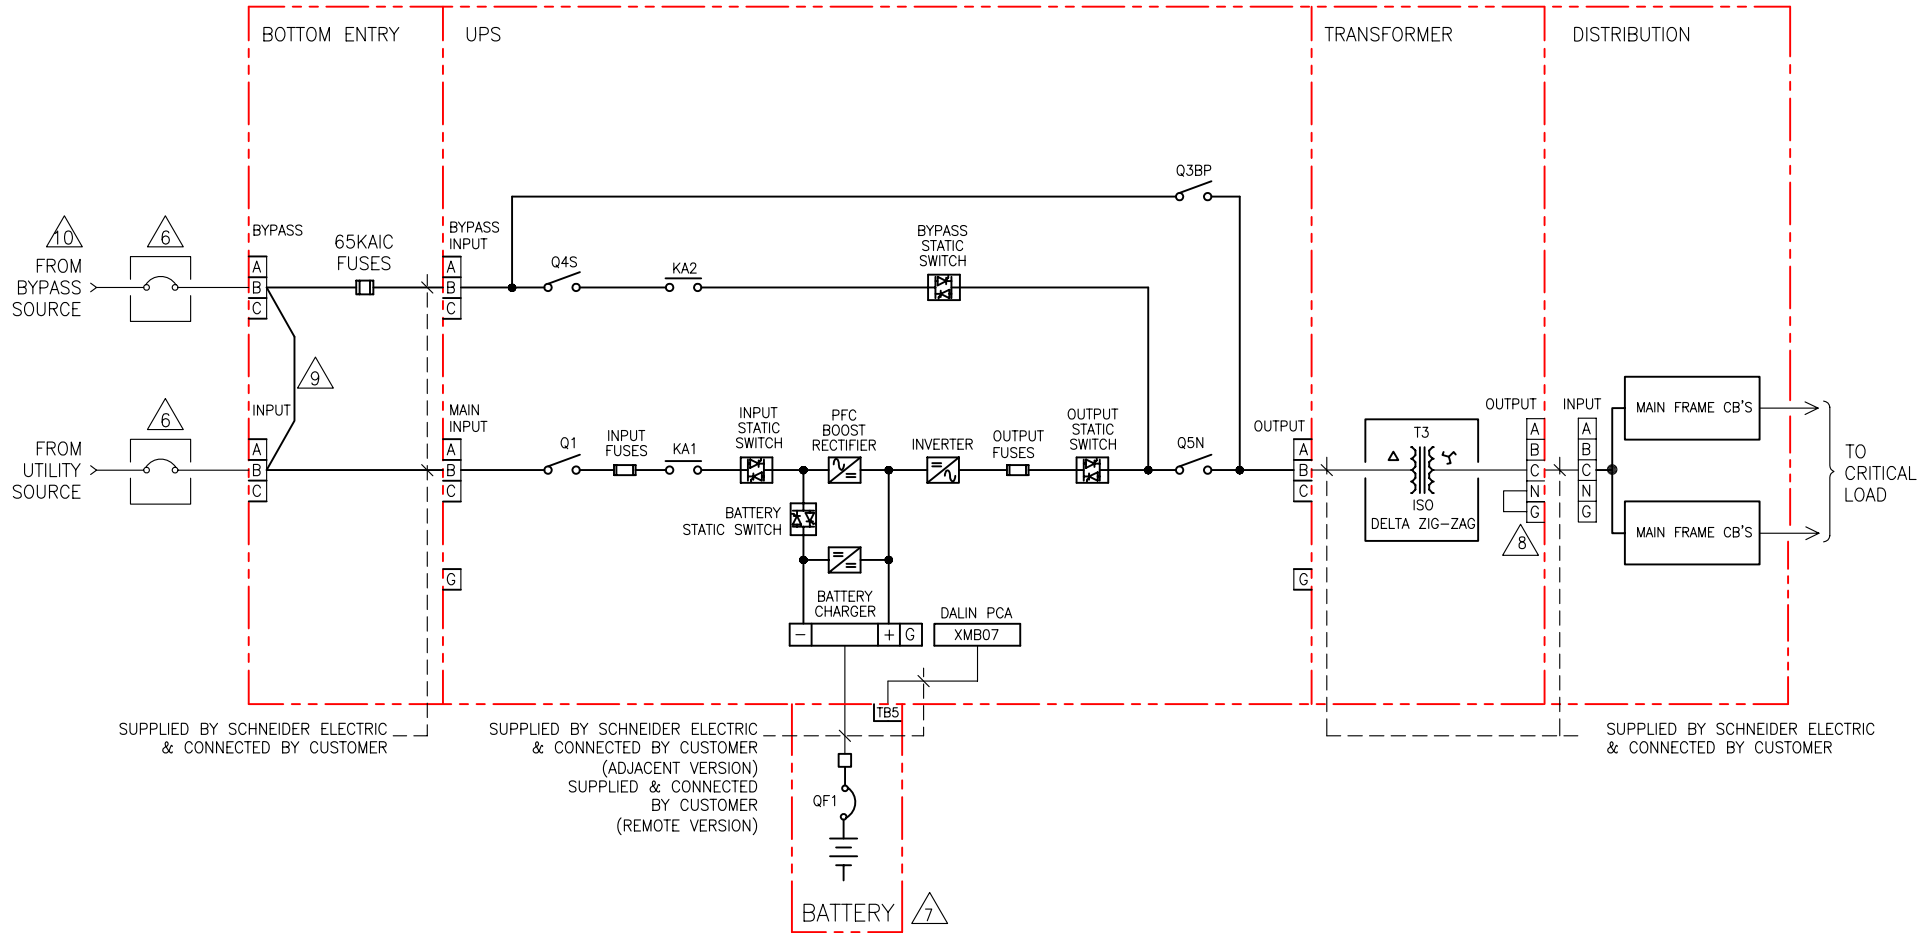 BOTTOM ENTRY
UPS
TRANSFORMER
DISTRIBUTION
Q3BP
10
6
BYPASS
65KAIC
FUSES
BYPASS
INPUT
FROM
BYPASS
SOURCE
A
B
C
A
B
C
Q4S
KA2
BYPASS
STATIC
SWITCH
9
6
INPUT
FROM
UTILITY
SOURCE
A
B
C
MAIN
INPUT
A
B
C
Q1
INPUT
FUSES
KA1
INPUT
STATIC
SWITCH
PFC
BOOST
RECTIFIER
INVERTER
OUTPUT
FUSES
OUTPUT
STATIC
SWITCH
Q5N
OUTPUT
A
B
C
T3
ISO
DELTA ZIG-ZAG
OUTPUT
A
B
C
N
G
8
INPUT
A
B
C
N
G
MAIN FRAME CB'S
MAIN FRAME CB'S
TO
CRITICAL
LOAD
BATTERY
STATIC SWITCH
G
G
BATTERY
CHARGER
- + G
DALIN PCA
XMB07
TB5
SUPPLIED BY SCHNEIDER ELECTRIC
& CONNECTED BY CUSTOMER
SUPPLIED BY SCHNEIDER ELECTRIC
& CONNECTED BY CUSTOMER
(ADJACENT VERSION)
SUPPLIED & CONNECTED
BY CUSTOMER
(REMOTE VERSION)
SUPPLIED BY SCHNEIDER ELECTRIC
& CONNECTED BY CUSTOMER
QF1
BATTERY
7